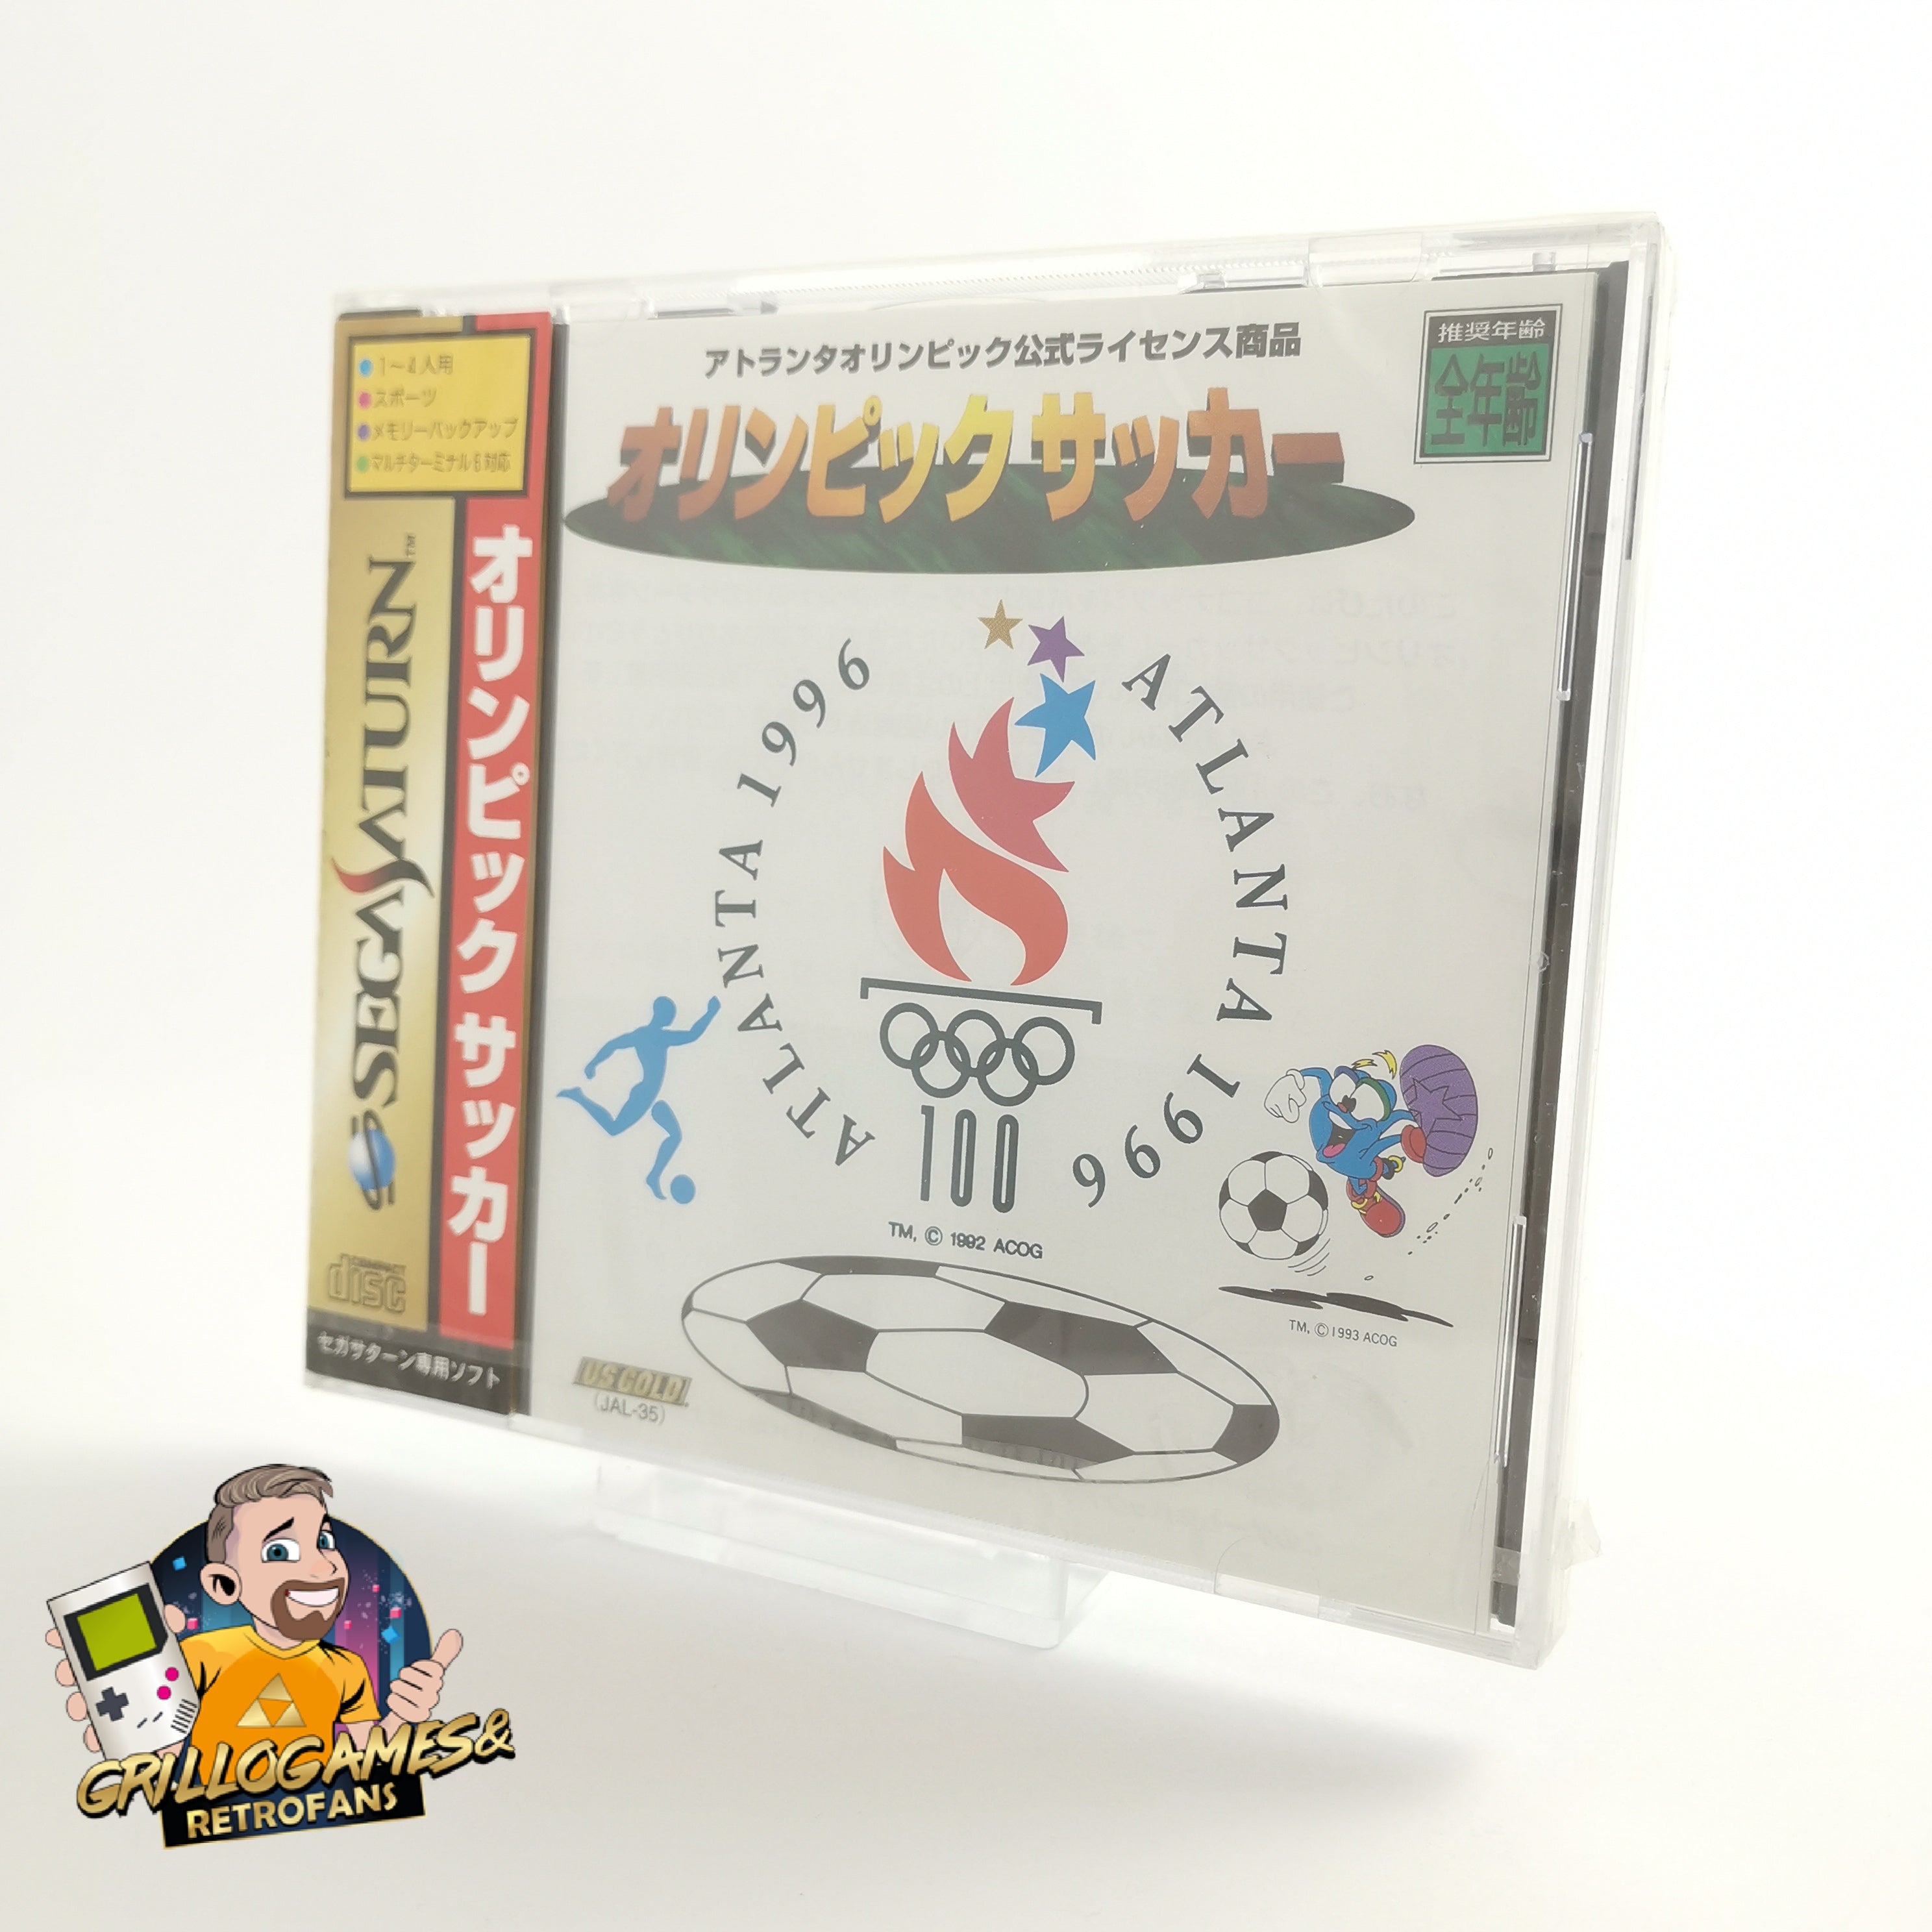 1〜4人用
スポーツ
メモリーバックアップ
マルチターミナル6対応
SEGA SATURN™
オリンピック サッカー
COMPACT
disc
セガサターン専用ソフト
アトランタオリンピック公式ライセンス商品
オリンピック サッカー
推奨年齢
全年齢
ATLANTA 1996
ATLANTA 1996
100
TM, © 1992 ACOG
TM, ©1993 ACOG
US GOLD
(JAL-35)
GRILLOGAMES&
RETROFANS